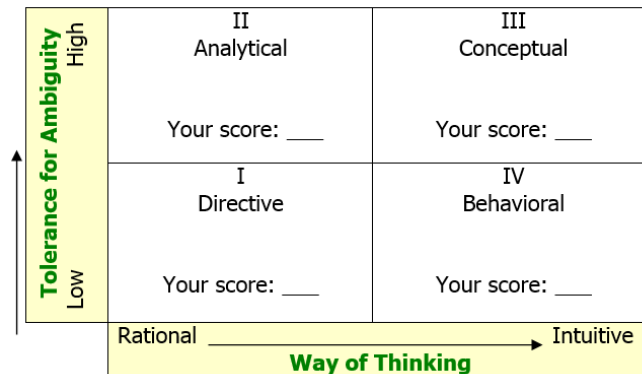 Tolerance for Ambiguity
High
Low
II
Analytical
Your score: ___
III
Conceptual
Your score: ___
I
Directive
Your score: ___
IV
Behavioral
Your score: ___
Rational
Intuitive
Way of Thinking